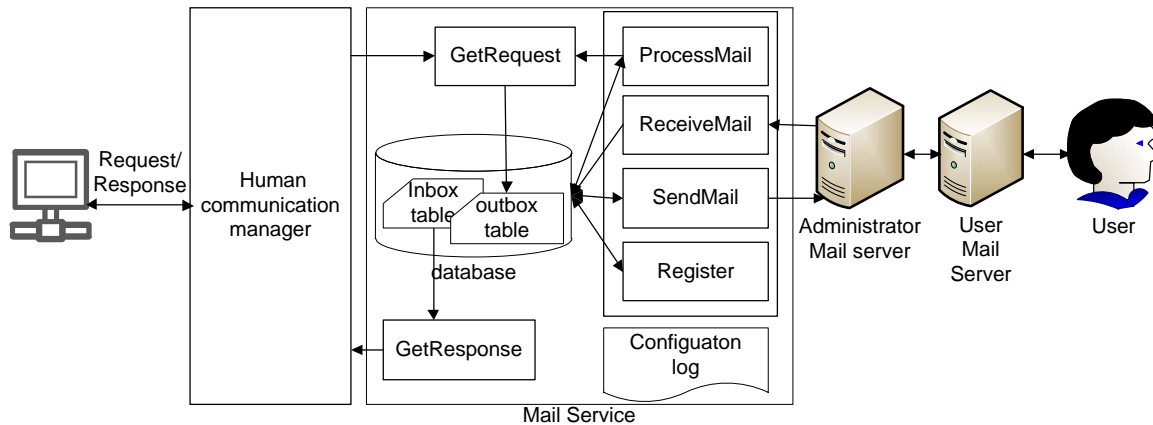 Request/
Response
Human
communication
manager
GetRequest
Inbox
table
outbox
table
database
GetResponse
ProcessMail
ReceiveMail
SendMail
Register
Configuaton
log
Mail Service
Administrator
Mail server
User
Mail
Server
User